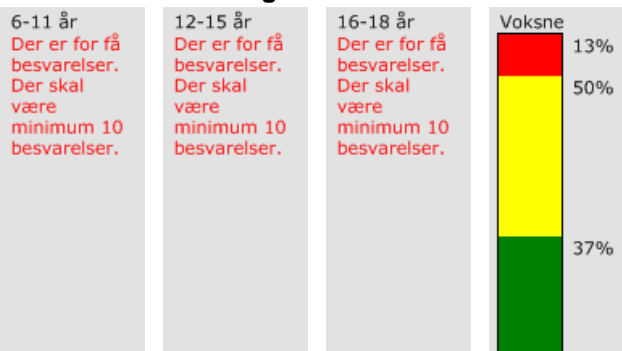 6-11 år
Der er for få
besvarelser.
Der skal
være
minimum 10
besvarelser.
12-15 år
Der er for få
besvarelser.
Der skal
være
minimum 10
besvarelser.
16-18 år
Der er for få
besvarelser.
Der skal
være
minimum 10
besvarelser.
Voksne
13%
50%
37%